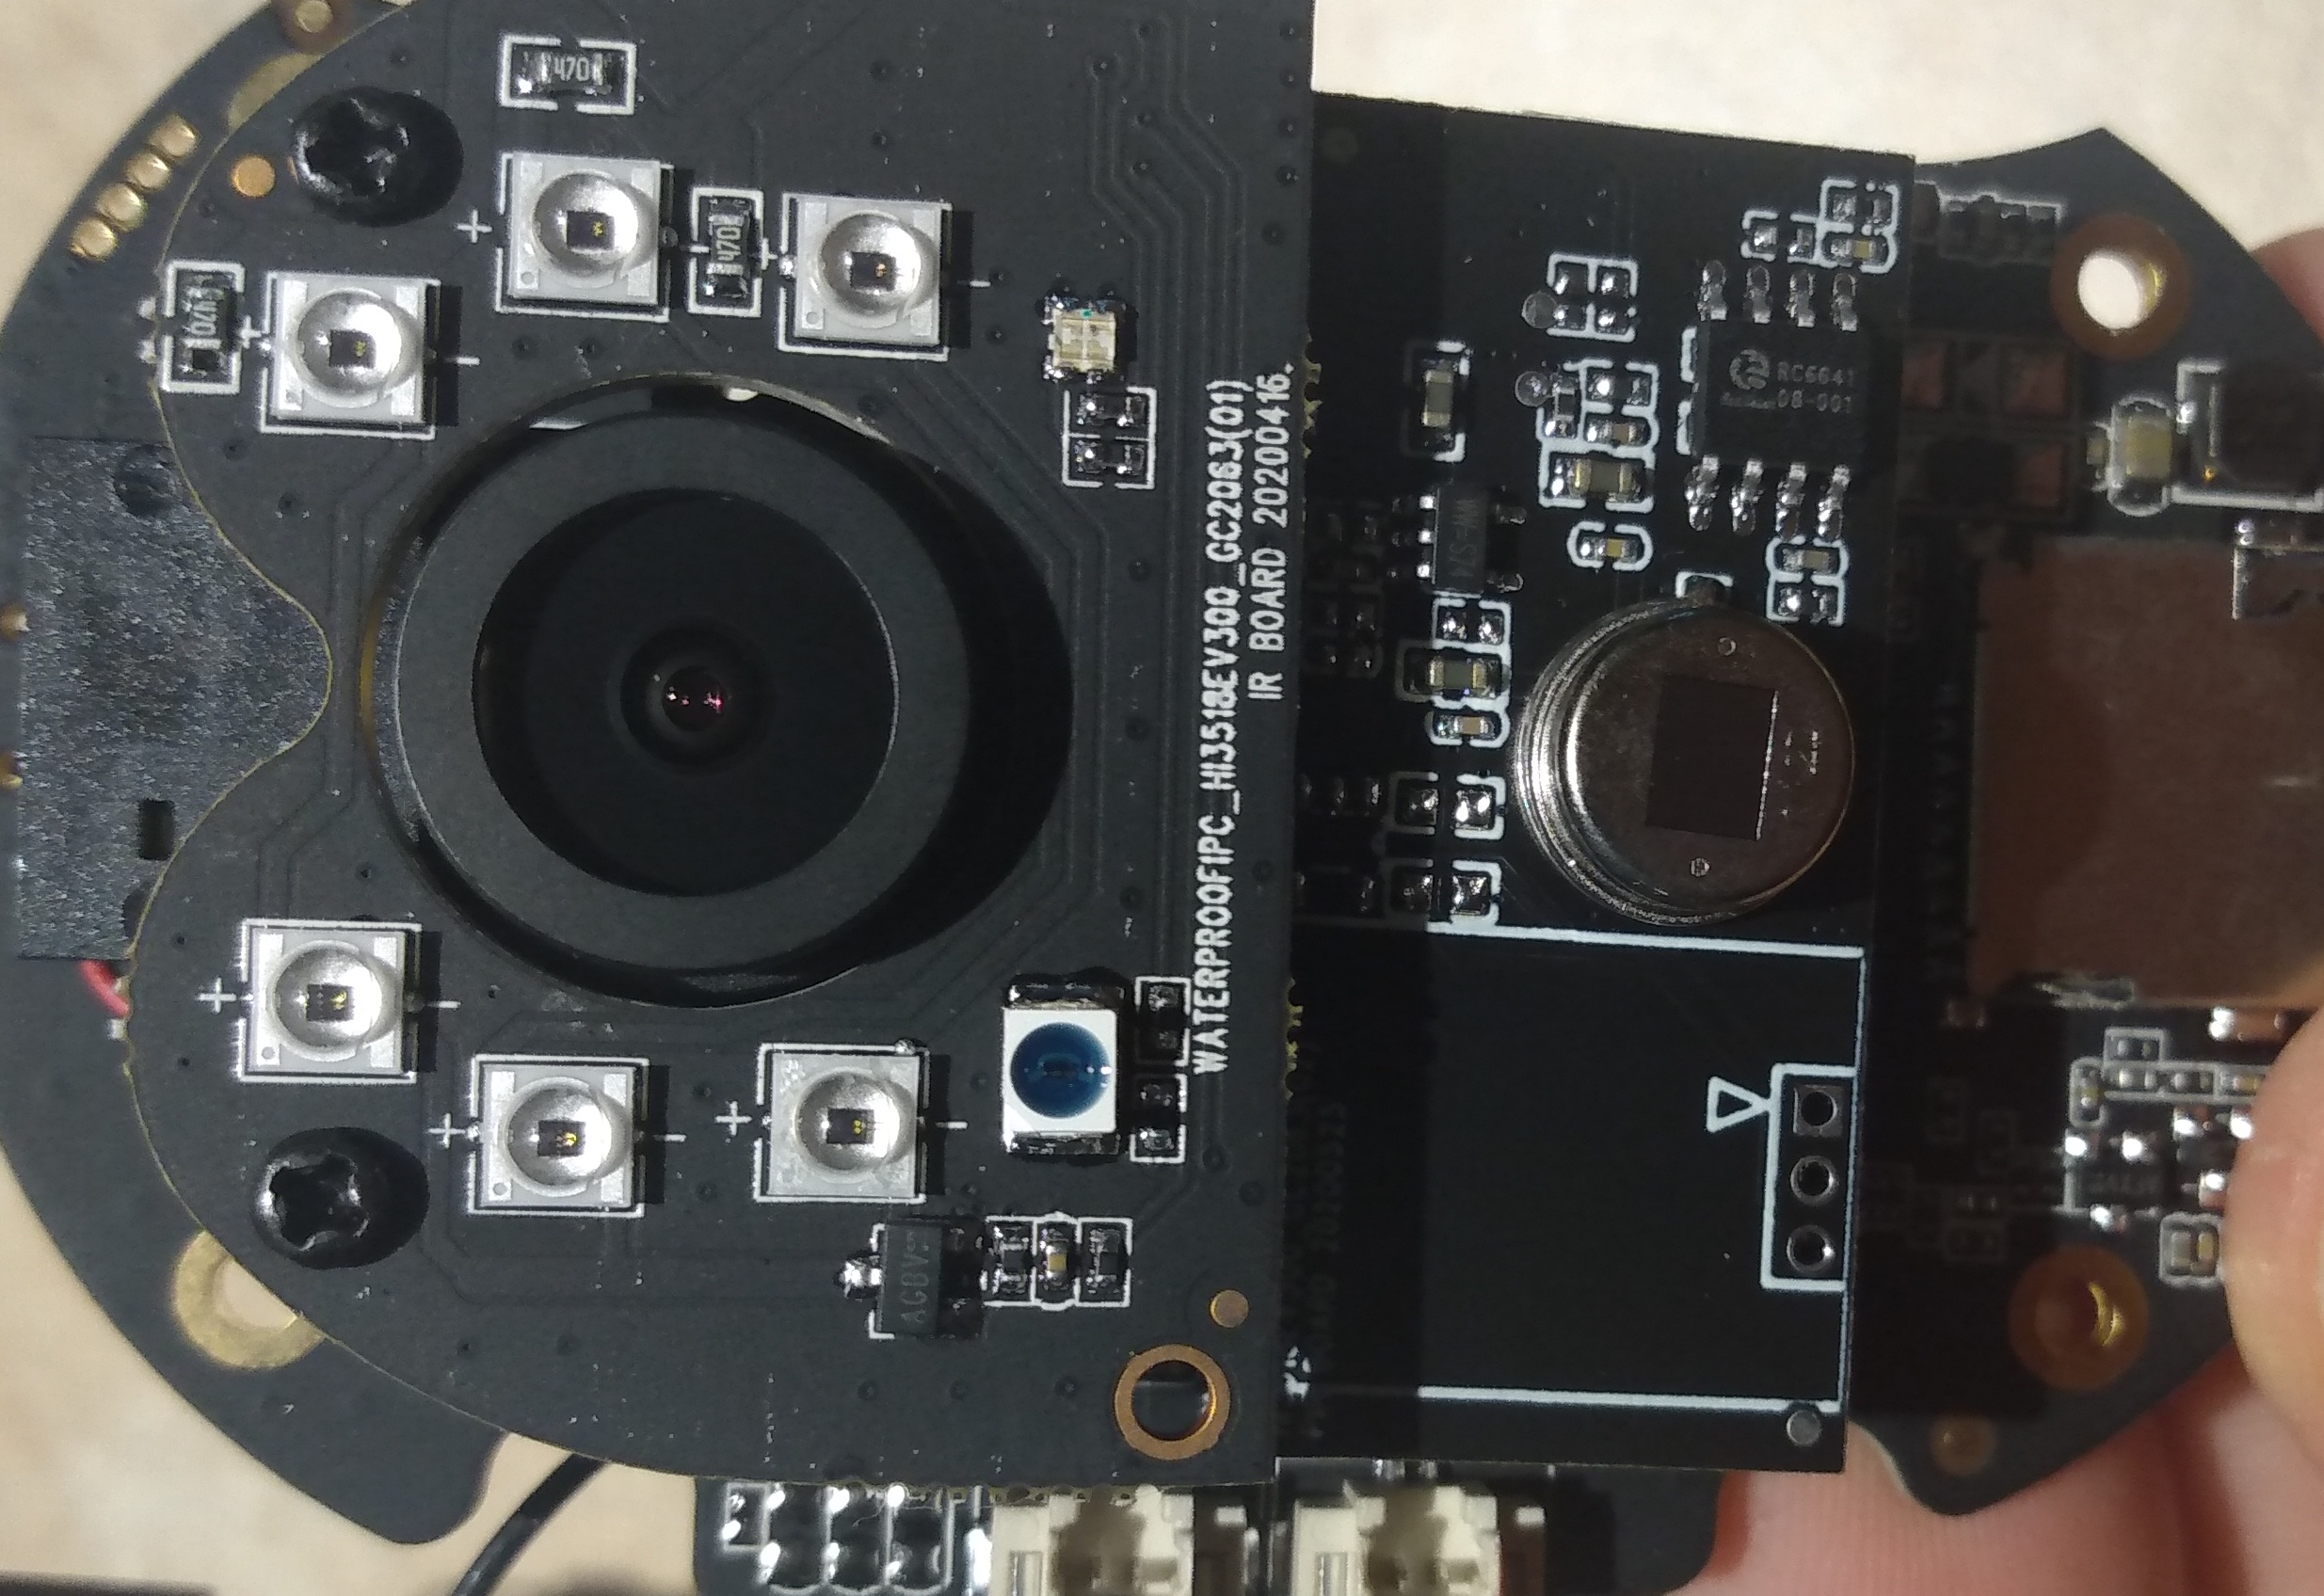 470
470
470
WATERPROOFIPC_HI3518EV300_GC2063(01)
IR BOARD 20200416.
RC6641
08-001
AGBV